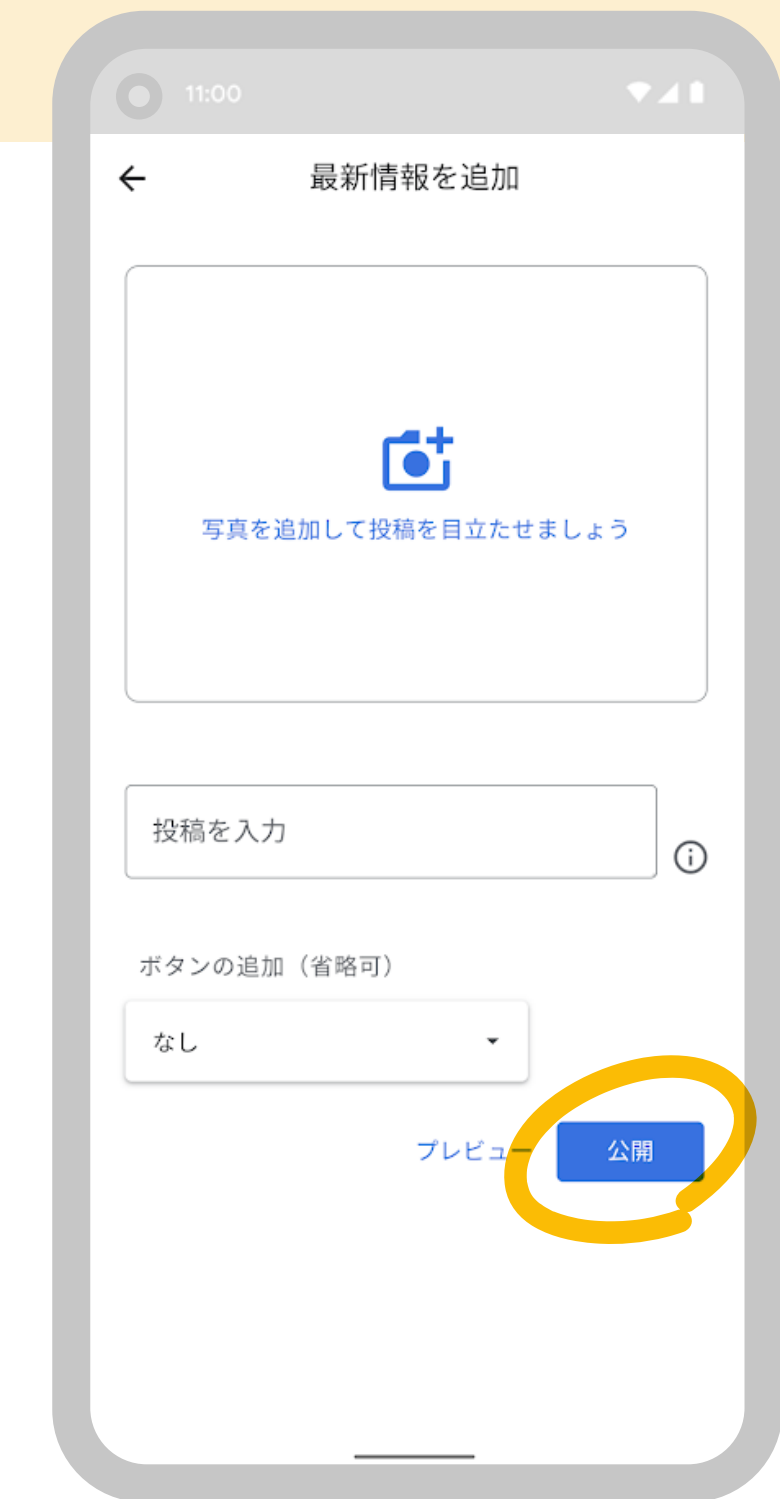 11:00
最新情報を追加
写真を追加して投稿を目立たせましょう
投稿を入力
ボタンの追加（省略可）
なし
プレビュー 公開